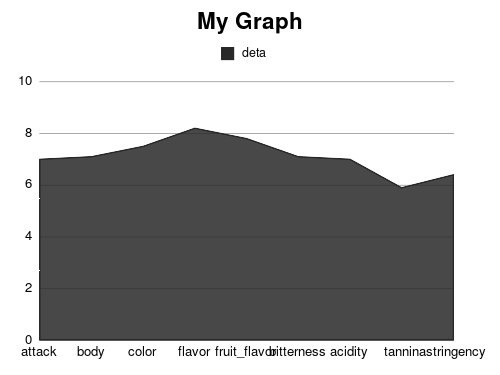 My Graph
deta
10
8
6
4
2
0
attack body color flavor fruit_flavor bitterness acidity tannin astringency